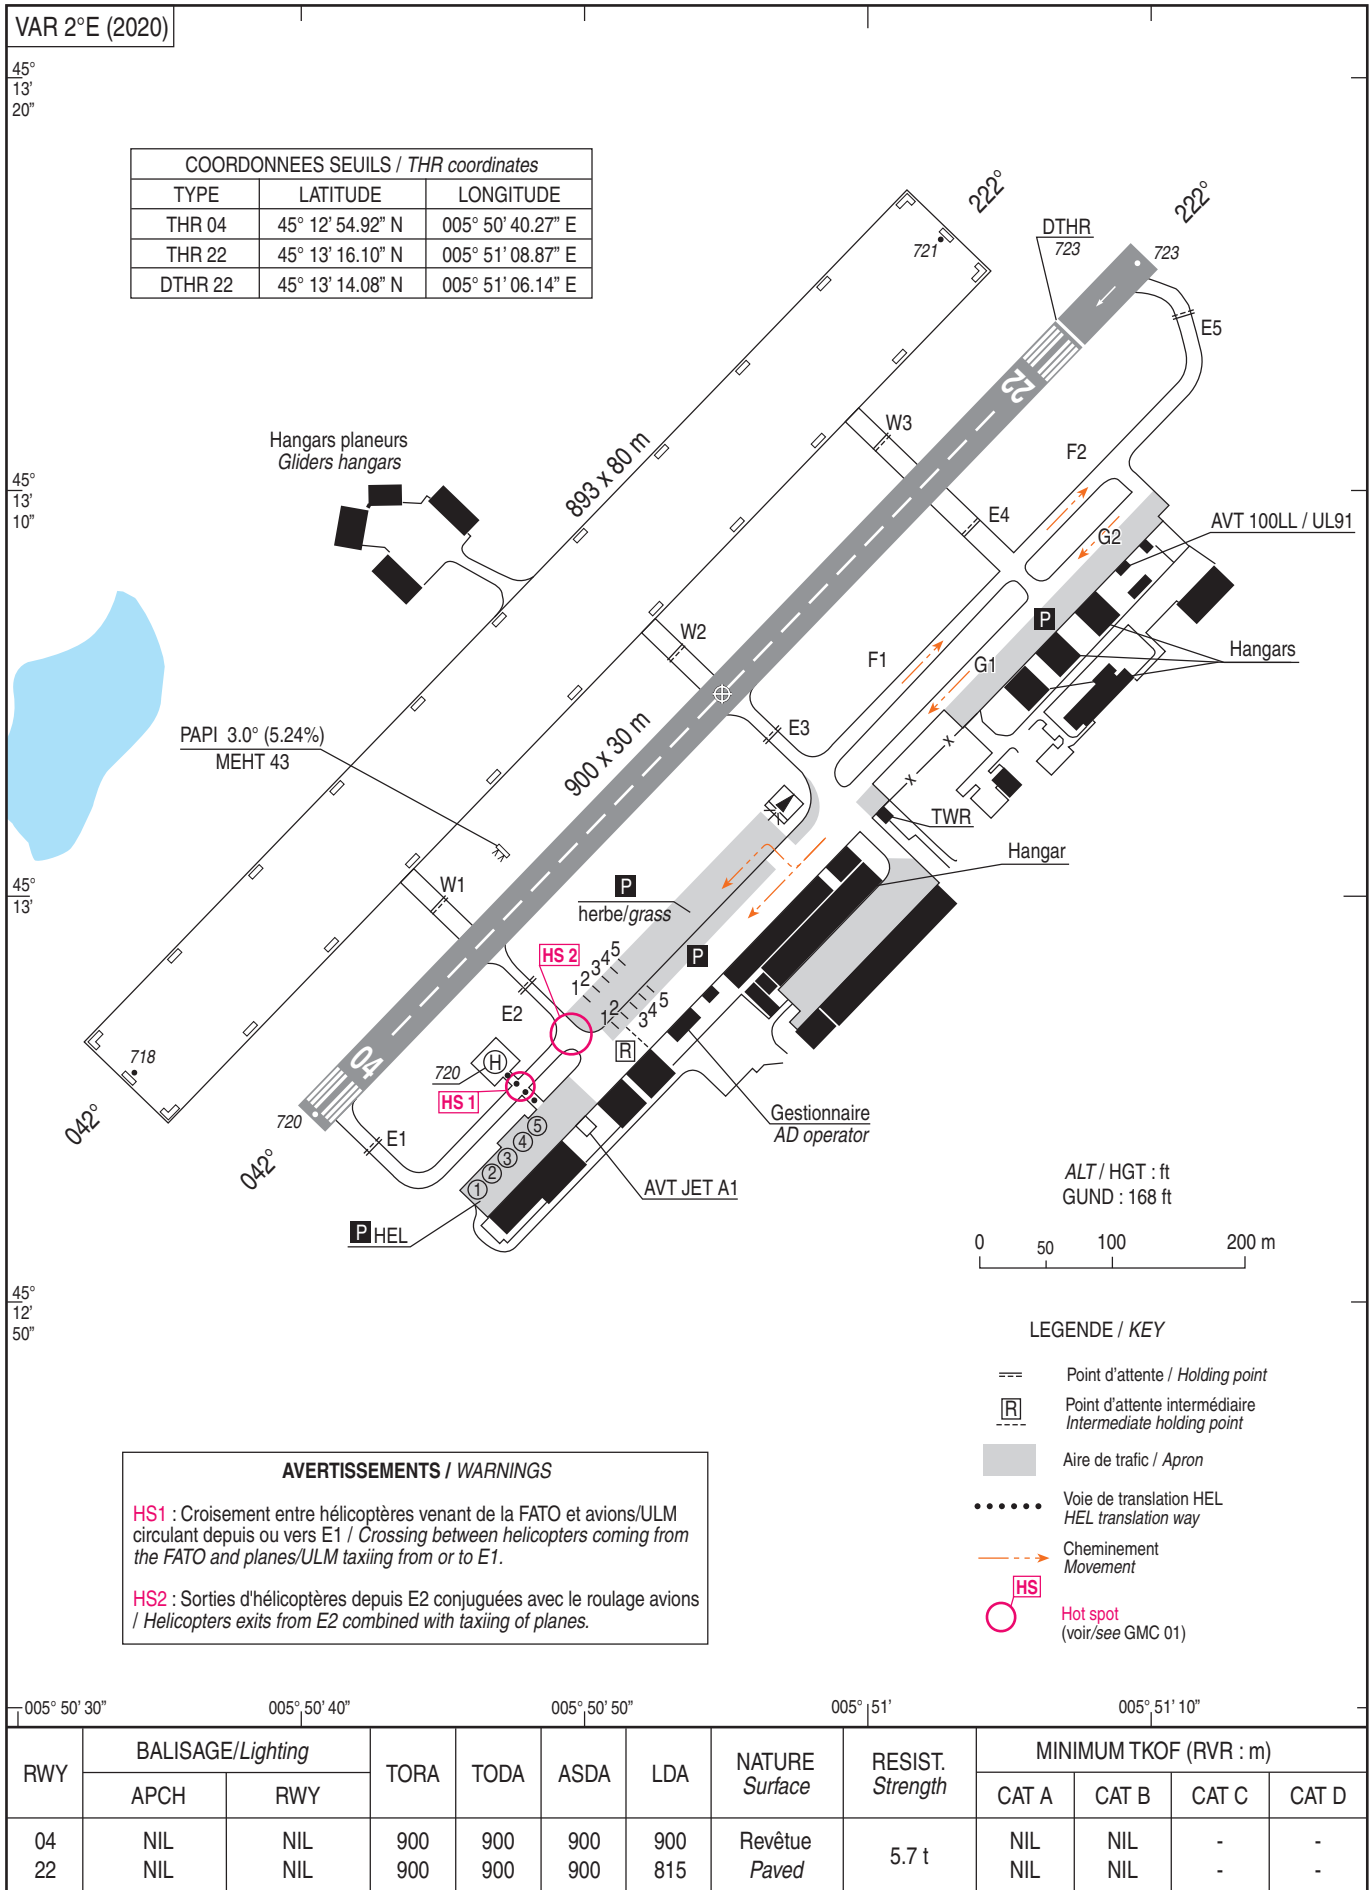 VAR 2°E (2020)
45°
13'
20”
COORDONNEES SEUILS / THR coordinates
TYPE LATITUDE LONGITUDE
THR 04 45° 12’ 54.92” N 005° 50’ 40.27” E
THR 22 45° 13’ 16.10” N 005° 51’ 08.87” E
DTHR 22 45° 13’ 14.08” N 005° 51’ 06.14” E
222°
222°
721
DTHR
723
723
E5
22
W3
F2
Hangars planeurs
Gliders hangars
893 x 80 m
45°
13'
10”
E4
G2
AVT 100LL / UL91
P
W2
F1
G1
Hangars
PAPI 3.0° (5.24%)
MEHT 43
E3
900 x 30 m
TWR
Hangar
W1
P
herbe/grass
45°
13'
HS 2
P
1 2 3 4 5
1 2 3 4 5
E2
R
H
720
HS 1
04
718
042°
720
E1
042°
1 2 3 4 5
Gestionnaire
AD operator
AVT JET A1
P HEL
ALT / HGT : ft
GUND : 168 ft
0 50 100 200 m
45°
12'
50”
LEGENDE / KEY
Point d’attente / Holding point
R Point d’attente intermédiaire
Intermediate holding point
Aire de trafic / Apron
Voie de translation HEL
HEL translation way
Cheminement
Movement
HS
Hot spot
(voir/see GMC 01)
AVERTISSEMENTS / WARNINGS
HS1 : Croisement entre hélicoptères venant de la FATO et avions/ULM
circulant depuis ou vers E1 / Crossing between helicopters coming from
the FATO and planes/ULM taxiing from or to E1.
HS2 : Sorties d'hélicoptères depuis E2 conjuguées avec le roulage avions
/ Helicopters exits from E2 combined with taxiing of planes.
005° 50’ 30” 005° 50’ 40” 005° 50’ 50” 005° 51’ 005° 51’ 10”
RWY BALISAGE/Lighting TORA TODA ASDA LDA NATURE RESIST. MINIMUM TKOF (RVR : m)
Surface Strength
APCH RWY CAT A CAT B CAT C CAT D
04 NIL NIL 900 900 900 900 Revêtue 5.7 t NIL NIL - -
22 NIL NIL 900 900 900 815 Paved NIL NIL - -